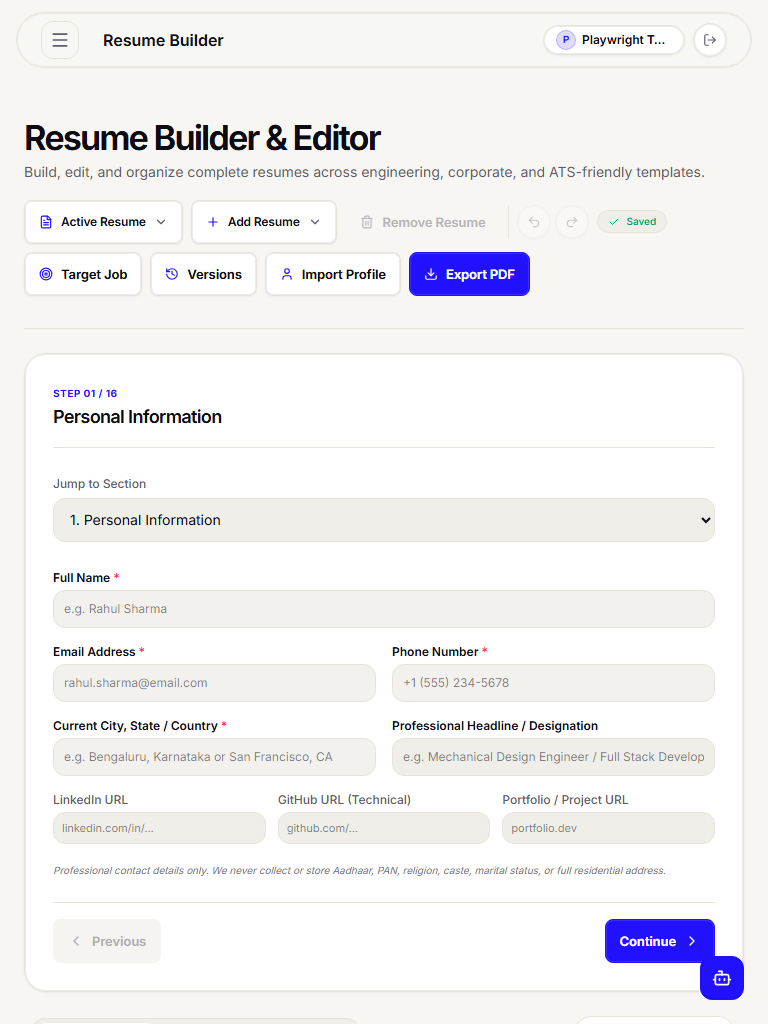 Resume Builder
P Playwright T...
Resume Builder & Editor
Build, edit, and organize complete resumes across engineering, corporate, and ATS-friendly templates.
Active Resume
Add Resume
Remove Resume
Saved
Target Job
Versions
Import Profile
Export PDF
STEP 01 / 16
Personal Information
Jump to Section
1. Personal Information
Full Name *
e.g. Rahul Sharma
Email Address *
Phone Number *
rahul.sharma@email.com
+1 (555) 234-5678
Current City, State / Country *
Professional Headline / Designation
e.g. Bengaluru, Karnataka or San Francisco, CA
e.g. Mechanical Design Engineer / Full Stack Develop
LinkedIn URL
GitHub URL (Technical)
Portfolio / Project URL
linkedin.com/in/...
github.com/...
portfolio.dev
Professional contact details only. We never collect or store Aadhaar, PAN, religion, caste, marital status, or full residential address.
Previous
Continue